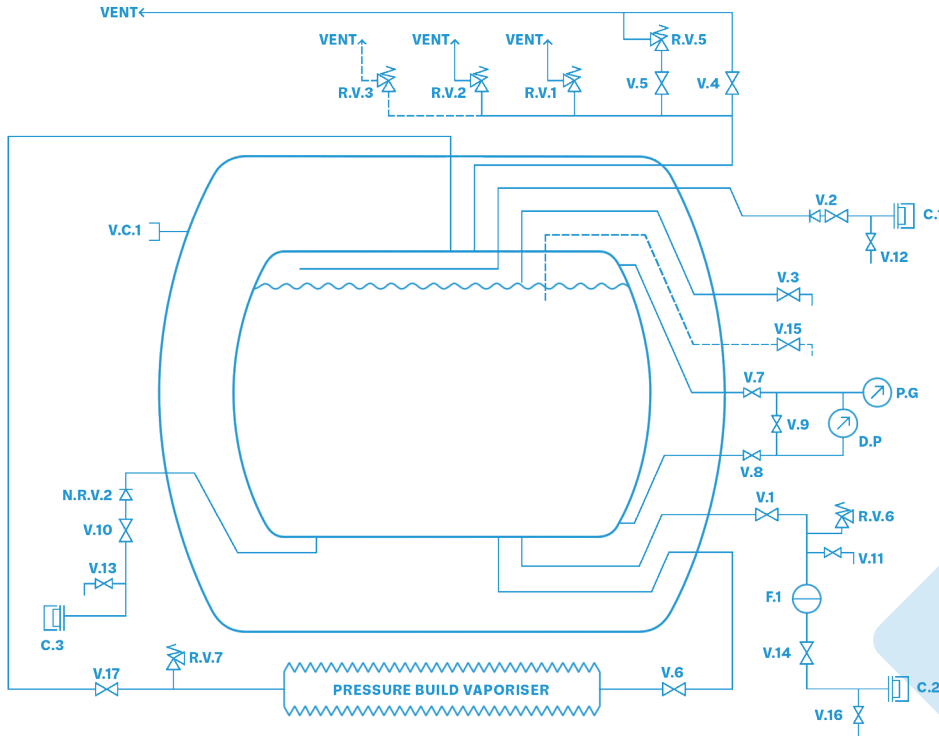 VENT
VENT
VENT
VENT
R.V.5
R.V.3
R.V.2
R.V.1
V.5
V.4
V.2
V.C.1
V.12
V.3
V.15
V.7
P.G
V.9
D.P
V.8
N.R.V.2
V.1
V.10
R.V.6
V.11
V.13
F.1
C.3
V.14
R.V.7
V.17
PRESSURE BUILD VAPORISER
V.6
C.2
V.16